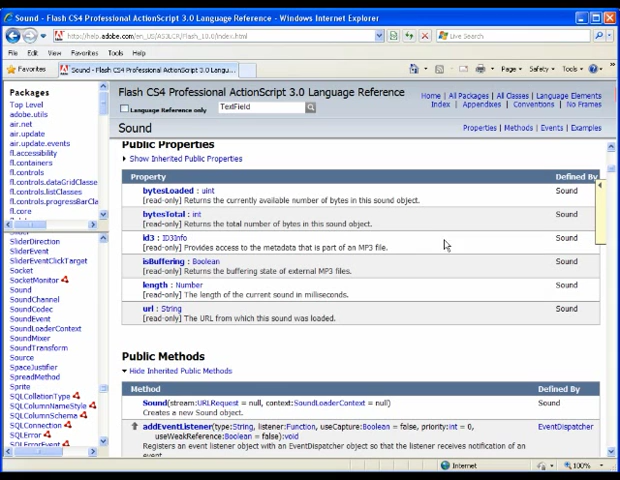 Sound - Flash CS4 Professional ActionScript 3.0 Language Reference - Windows Internet Explorer
http://help.adobe.com/en_US/AS3LCR/Flash_10.0/index.html
Live Search
File Edit View Favorites Tools Help
Favorites
Sound - Flash CS4 Professional ActionScript 3.0 Langu...
Page Safety Tools
Packages
Top Level
adobe.utils
air.net
air.update
air.update.events
fl.accessibility
fl.containers
fl.controls
fl.controls.dataGridClasses
fl.controls.listClasses
fl.controls.progressBarClas
fl.core
SliderDirection
SliderEvent
SliderEventClickTarget
Socket
SocketMonitor
Sound
SoundChannel
SoundCodec
SoundEvent
SoundLoaderContext
SoundMixer
SoundTransform
Source
SpaceJustifier
SpreadMethod
Sprite
SQLCollationType
SQLColumnNameStyle
SQLColumnSchema
SQLConnection
SQLError
SQLErrorEvent
Flash CS4 Professional ActionScript 3.0 Language Reference
Language Reference only
TextField
Home | All Packages | All Classes | Language Elements
Index | Appendixes | Conventions | No Frames
Sound
Properties | Methods | Events | Examples
Public Properties
Show Inherited Public Properties
Property Defined By
bytesLoaded : uint Sound
[read-only] Returns the currently available number of bytes in this sound object.
bytesTotal : int Sound
[read-only] Returns the total number of bytes in this sound object.
id3 : ID3Info Sound
[read-only] Provides access to the metadata that is part of an MP3 file.
isBuffering : Boolean Sound
[read-only] Returns the buffering state of external MP3 files.
length : Number Sound
[read-only] The length of the current sound in milliseconds.
url : String Sound
[read-only] The URL from which this sound was loaded.
Public Methods
Hide Inherited Public Methods
Method Defined By
Sound(stream:URLRequest = null, context:SoundLoaderContext = null) Sound
Creates a new Sound object.
addEventListener(type:String, listener:Function, useCapture:Boolean = false, priority:int = 0, EventDispatcher
useWeakReference:Boolean = false):void
Registers an event listener object with an EventDispatcher object so that the listener receives notification of an
event.
Internet
100%